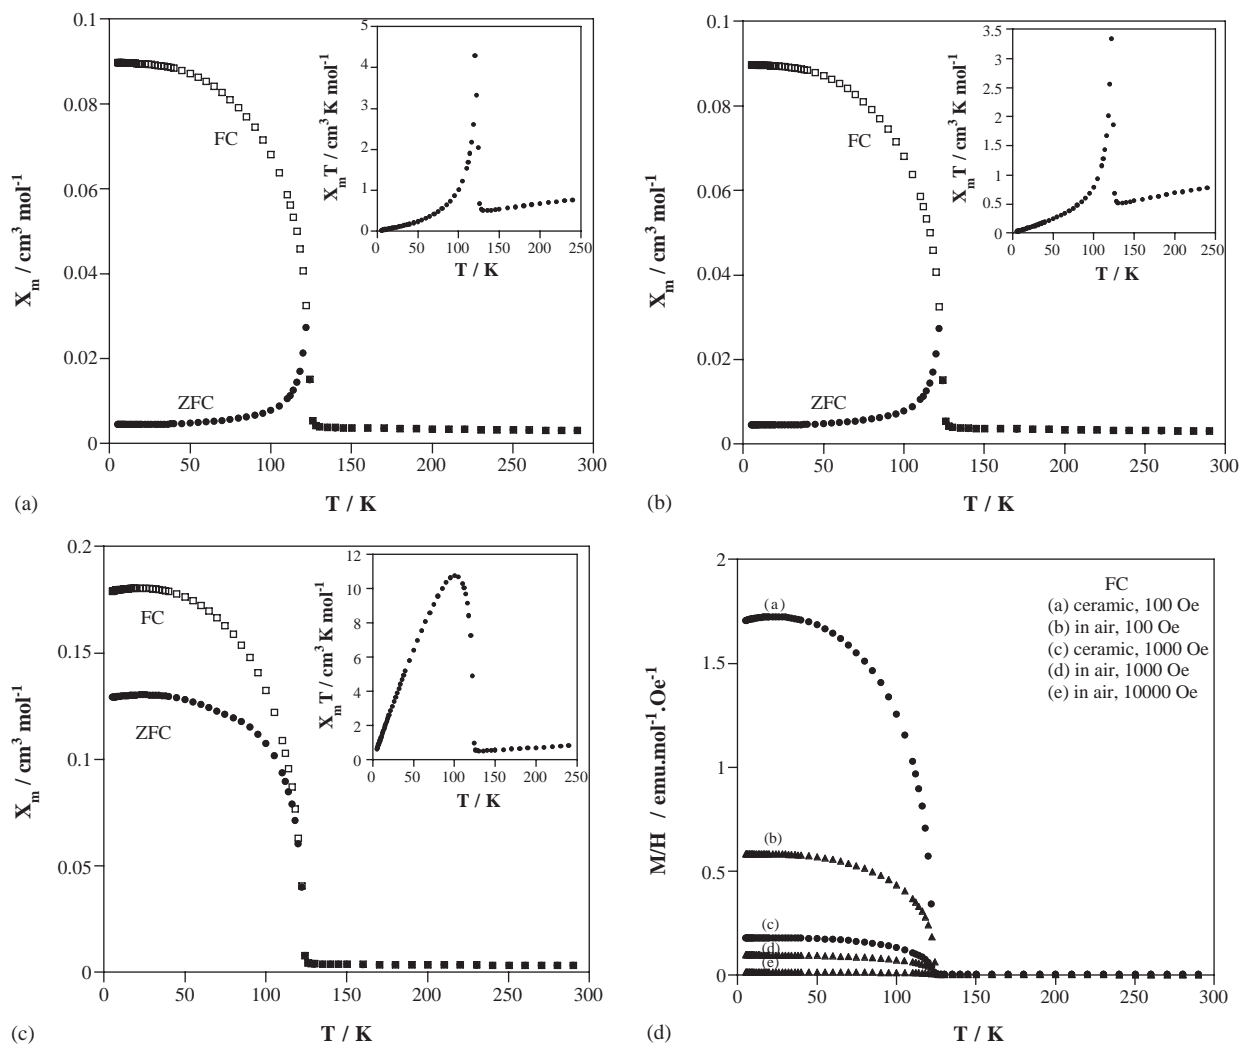 0.1
0.08
0.06
0.04
0.02
0
X_m / cm^3 mol^-1
0 50 100 150 200 250 300
T / K
FC
ZFC
5
4
3
2
1
0
X_m T / cm^3 K mol^-1
0 50 100 150 200 250
T / K
(a)
0.1
0.08
0.06
0.04
0.02
0
X_m / cm^3 mol^-1
0 50 100 150 200 250 300
T / K
FC
ZFC
3.5
3
2.5
2
1.5
1
0.5
0
X_m T / cm^3 K mol^-1
0 50 100 150 200 250
T / K
(b)
0.2
0.15
0.1
0.05
0
X_m / cm^3 mol^-1
0 50 100 150 200 250 300
T / K
FC
ZFC
12
10
8
6
4
2
0
X_m T / cm^3 K mol^-1
0 50 100 150 200 250
T / K
(c)
2
1.5
1
0.5
0
M/H / emu.mol^-1.Oe^-1
0 50 100 150 200 250 300
T / K
FC
(a) ceramic, 100 Oe
(b) in air, 100 Oe
(c) ceramic, 1000 Oe
(d) in air, 1000 Oe
(e) in air, 10000 Oe
(a)
(b)
(c)
(d)
(e)
(d)